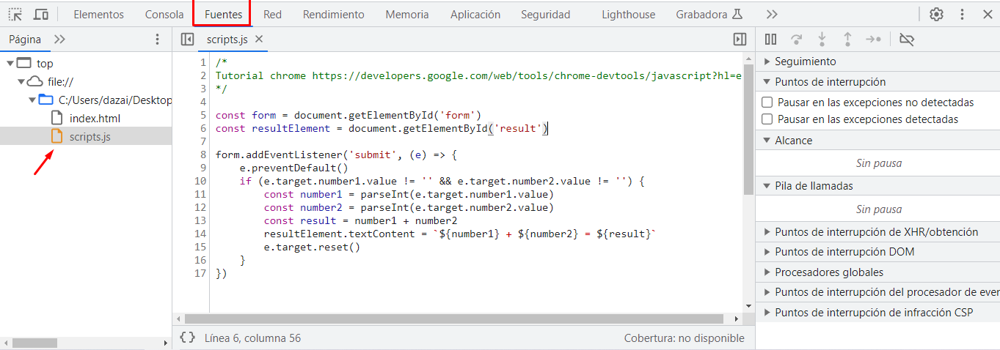 Elementos Consola Fuentes Red Rendimiento Memoria Aplicación Seguridad Lighthouse Grabadora
Página
top
file://
C:/Users/dazai/Desktop
index.html
scripts.js
scripts.js
1 /*
2 Tutorial chrome https://developers.google.com/web/tools/chrome-devtools/javascript?hl=e
3 */
4
5 const form = document.getElementById('form')
6 const resultElement = document.getElementById('result')
7
8 form.addEventListener('submit', (e) => {
9     e.preventDefault()
10     if (e.target.number1.value != '' && e.target.number2.value != '') {
11         const number1 = parseInt(e.target.number1.value)
12         const number2 = parseInt(e.target.number2.value)
13         const result = number1 + number2
14         resultElement.textContent = `${number1} + ${number2} = ${result}`
15         e.target.reset()
16     }
17 })
{ } Línea 6, columna 56 Cobertura: no disponible
Seguimiento
Puntos de interrupción
Pausar en las excepciones no detectadas
Pausar en las excepciones detectadas
Alcance
Sin pausa
Pila de llamadas
Sin pausa
Puntos de interrupción de XHR/obtención
Puntos de interrupción DOM
Procesadores globales
Puntos de interrupción del procesador de ever
Puntos de interrupción de infracción CSP